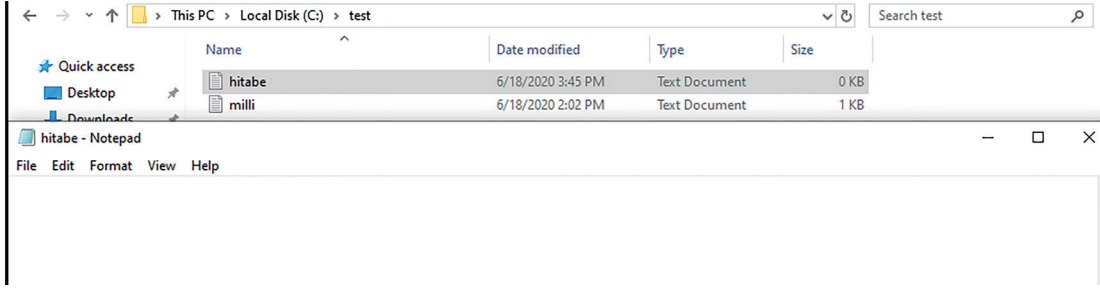 This PC > Local Disk (C:) > test
Search test
Name Date modified Type Size
Quick access
hitabe 6/18/2020 3:45 PM Text Document 0 KB
Desktop
milli 6/18/2020 2:02 PM Text Document 1 KB
Downloads
hitabe - Notepad
File Edit Format View Help